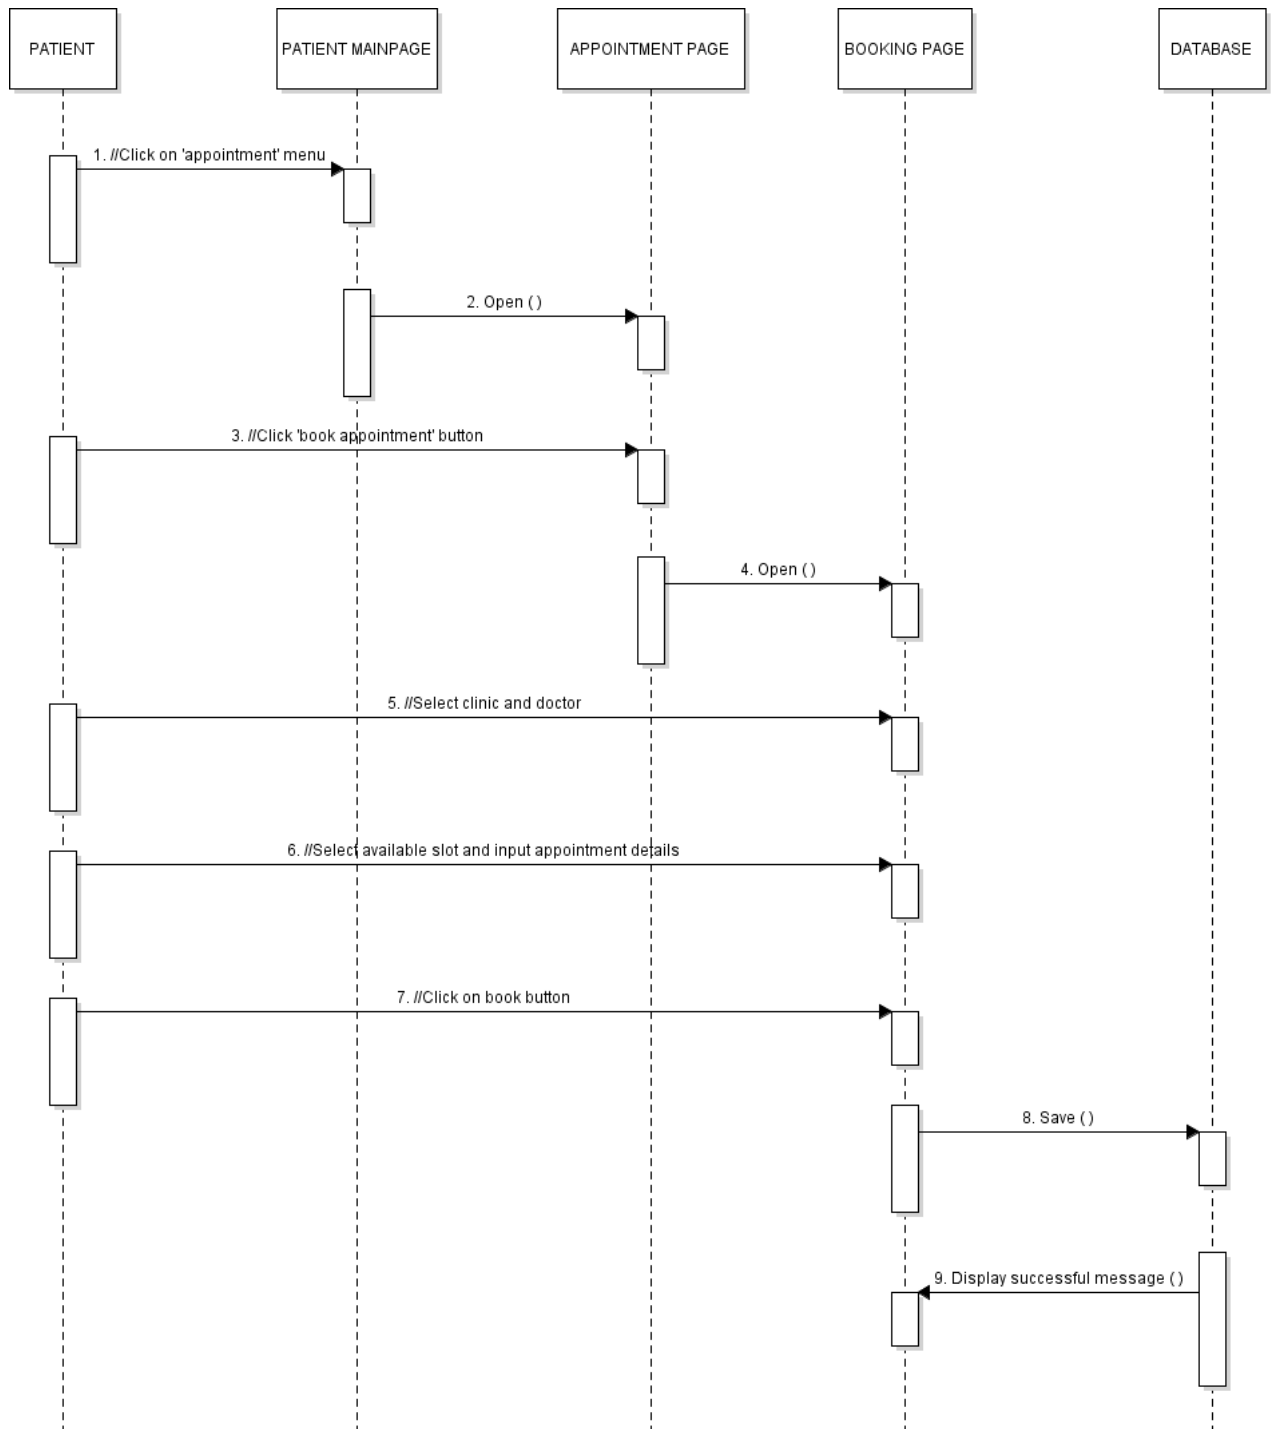 PATIENT
PATIENT MAINPAGE
APPOINTMENT PAGE
BOOKING PAGE
DATABASE
1. //Click on 'appointment' menu
2. Open ( )
3. //Click 'book appointment' button
4. Open ( )
5. //Select clinic and doctor
6. //Select available slot and input appointment details
7. //Click on book button
8. Save ( )
9. Display successful message ( )